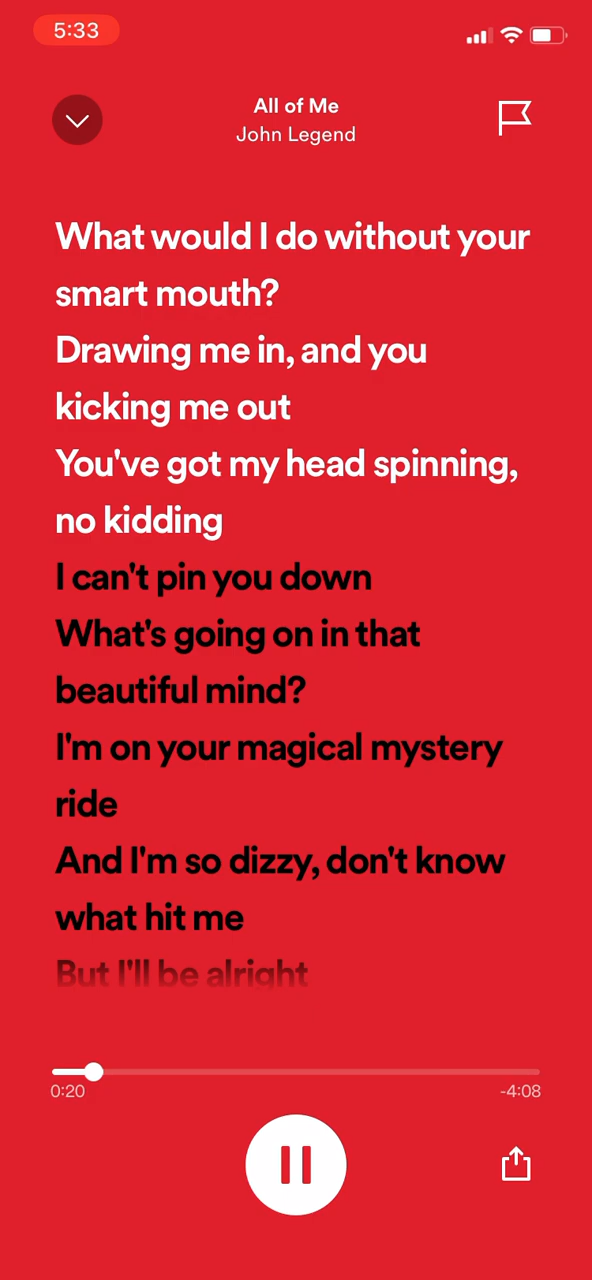 5:33
All of Me
John Legend
What would I do without your
smart mouth?
Drawing me in, and you
kicking me out
You've got my head spinning,
no kidding
I can't pin you down
What's going on in that
beautiful mind?
I'm on your magical mystery
ride
And I'm so dizzy, don't know
what hit me
But I'll be alright
0:20
-4:08